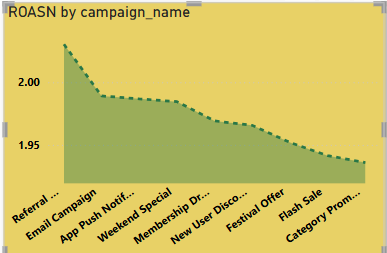 ROASN by campaign_name
2.00
1.95
Referral ...
Email Campaign
App Push Notif...
Weekend Special
Membership Dr...
New User Disco...
Festival Offer
Flash Sale
Category Prom...